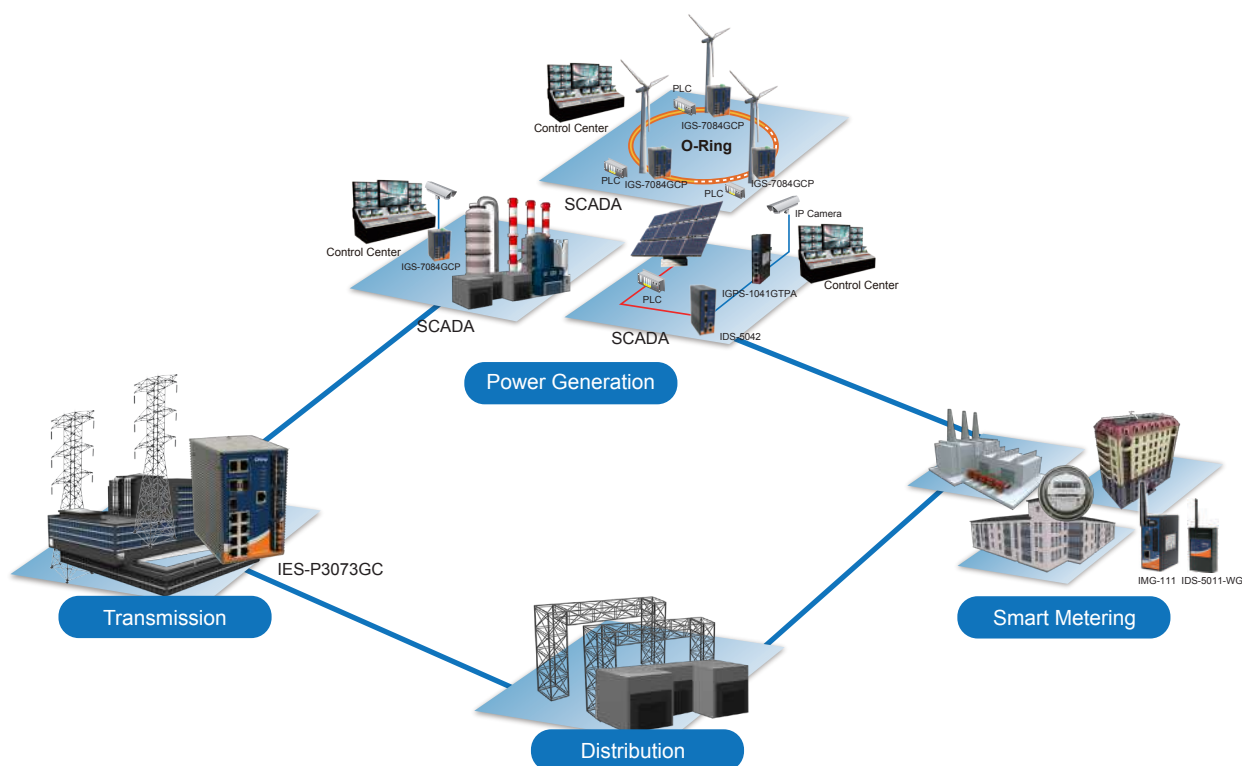 PLC
Control Center
IGS-7084GCP
O-Ring
PLC
IGS-7084GCP
IGS-7084GCP
PLC
SCADA
IP Camera
Control Center
IGS-7084GCP
IGPS-1041GTPA
Control Center
PLC
SCADA
SCADA
IDS-5042
Power Generation
IES-P3073GC
IMG-111
IDS-5011-WG
Transmission
Smart Metering
Distribution